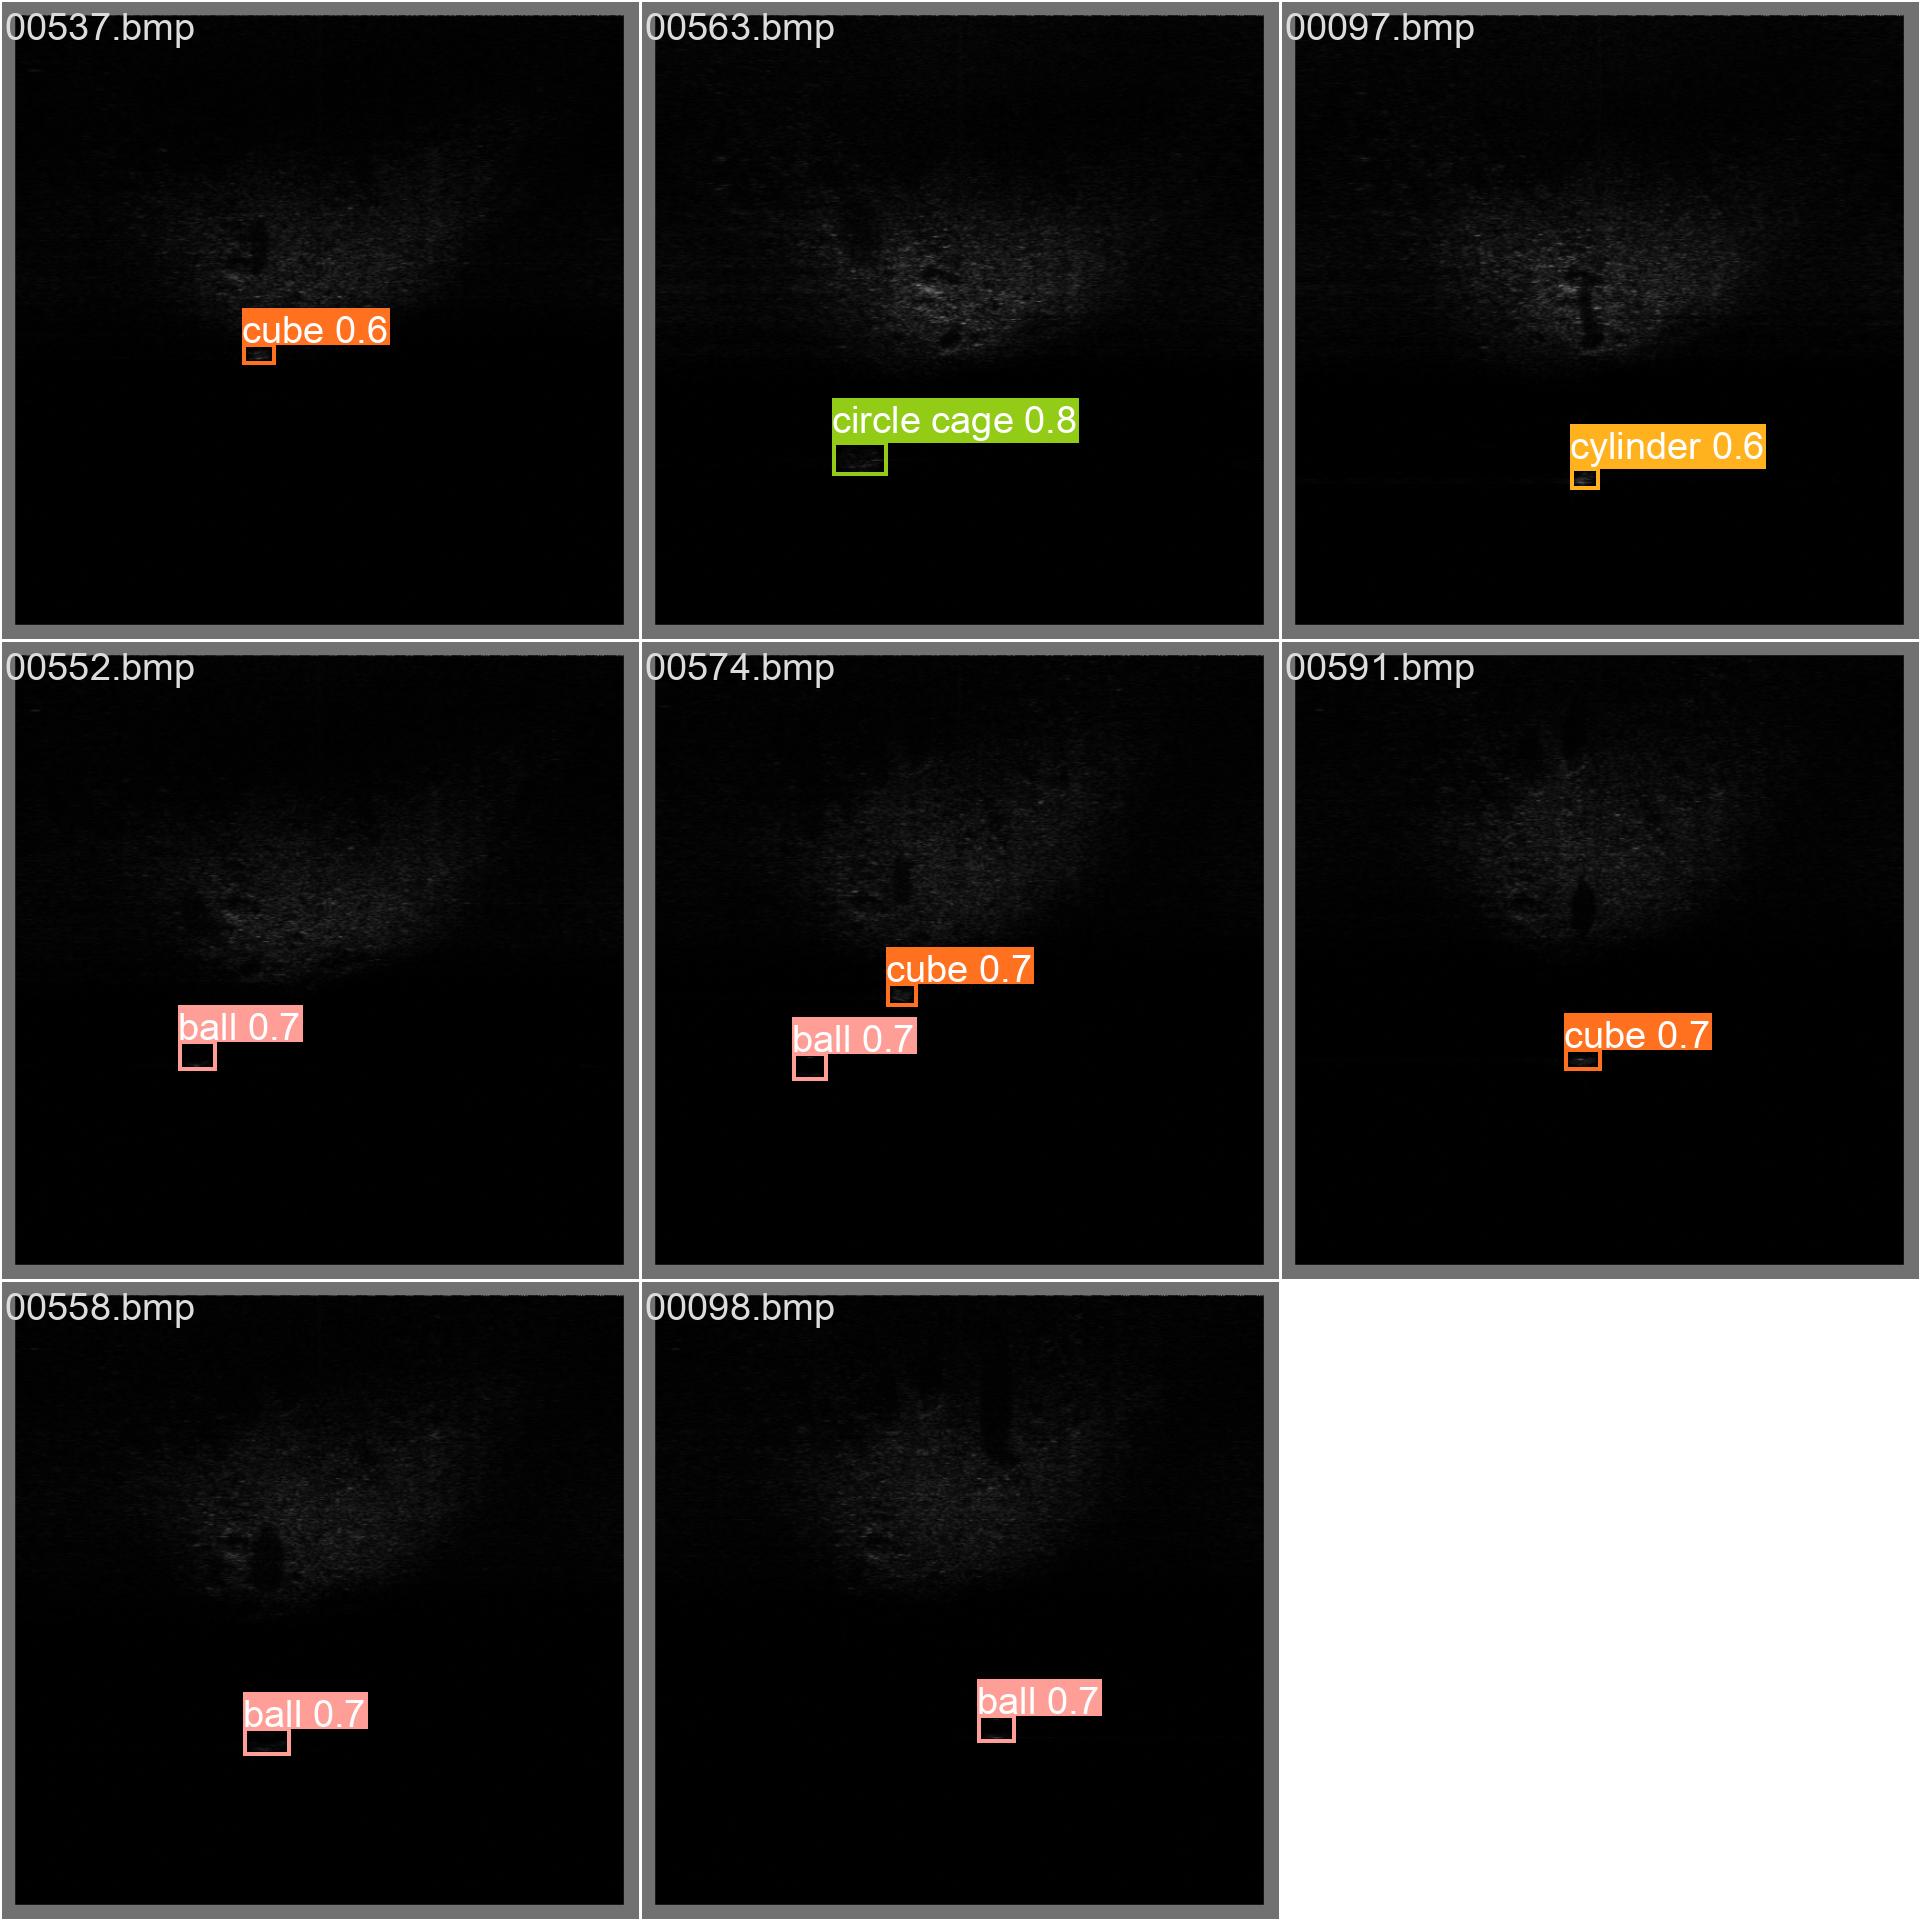 00537.bmp
cube 0.6
00563.bmp
circle cage 0.8
00097.bmp
cylinder 0.6
00552.bmp
ball 0.7
00574.bmp
cube 0.7
ball 0.7
00591.bmp
cube 0.7
00558.bmp
ball 0.7
00098.bmp
ball 0.7